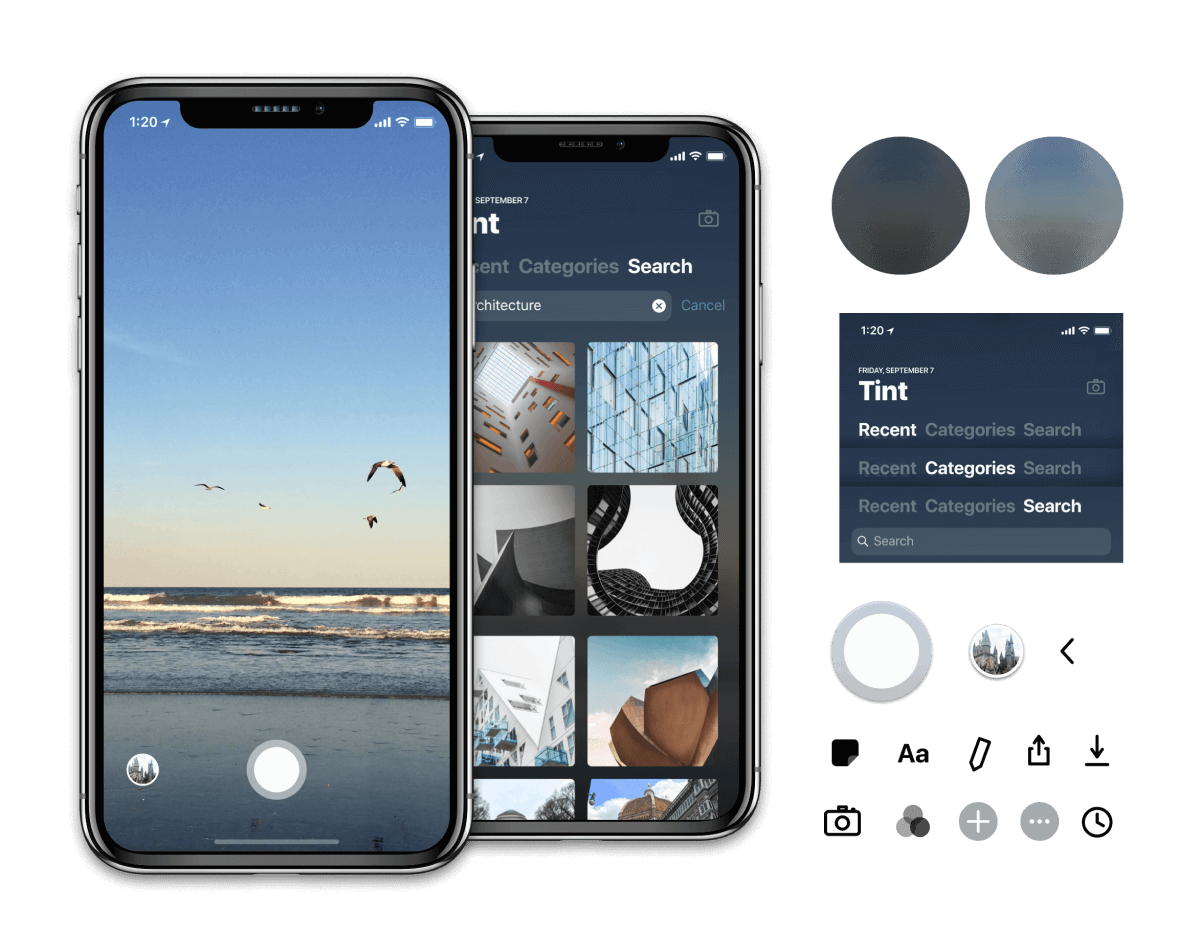 1:20
SEPTEMBER 7
nt
cent Categories Search
rchitecture
Cancel
1:20
FRIDAY, SEPTEMBER 7
Tint
Recent Categories Search
Recent Categories Search
Recent Categories Search
Search
Aa